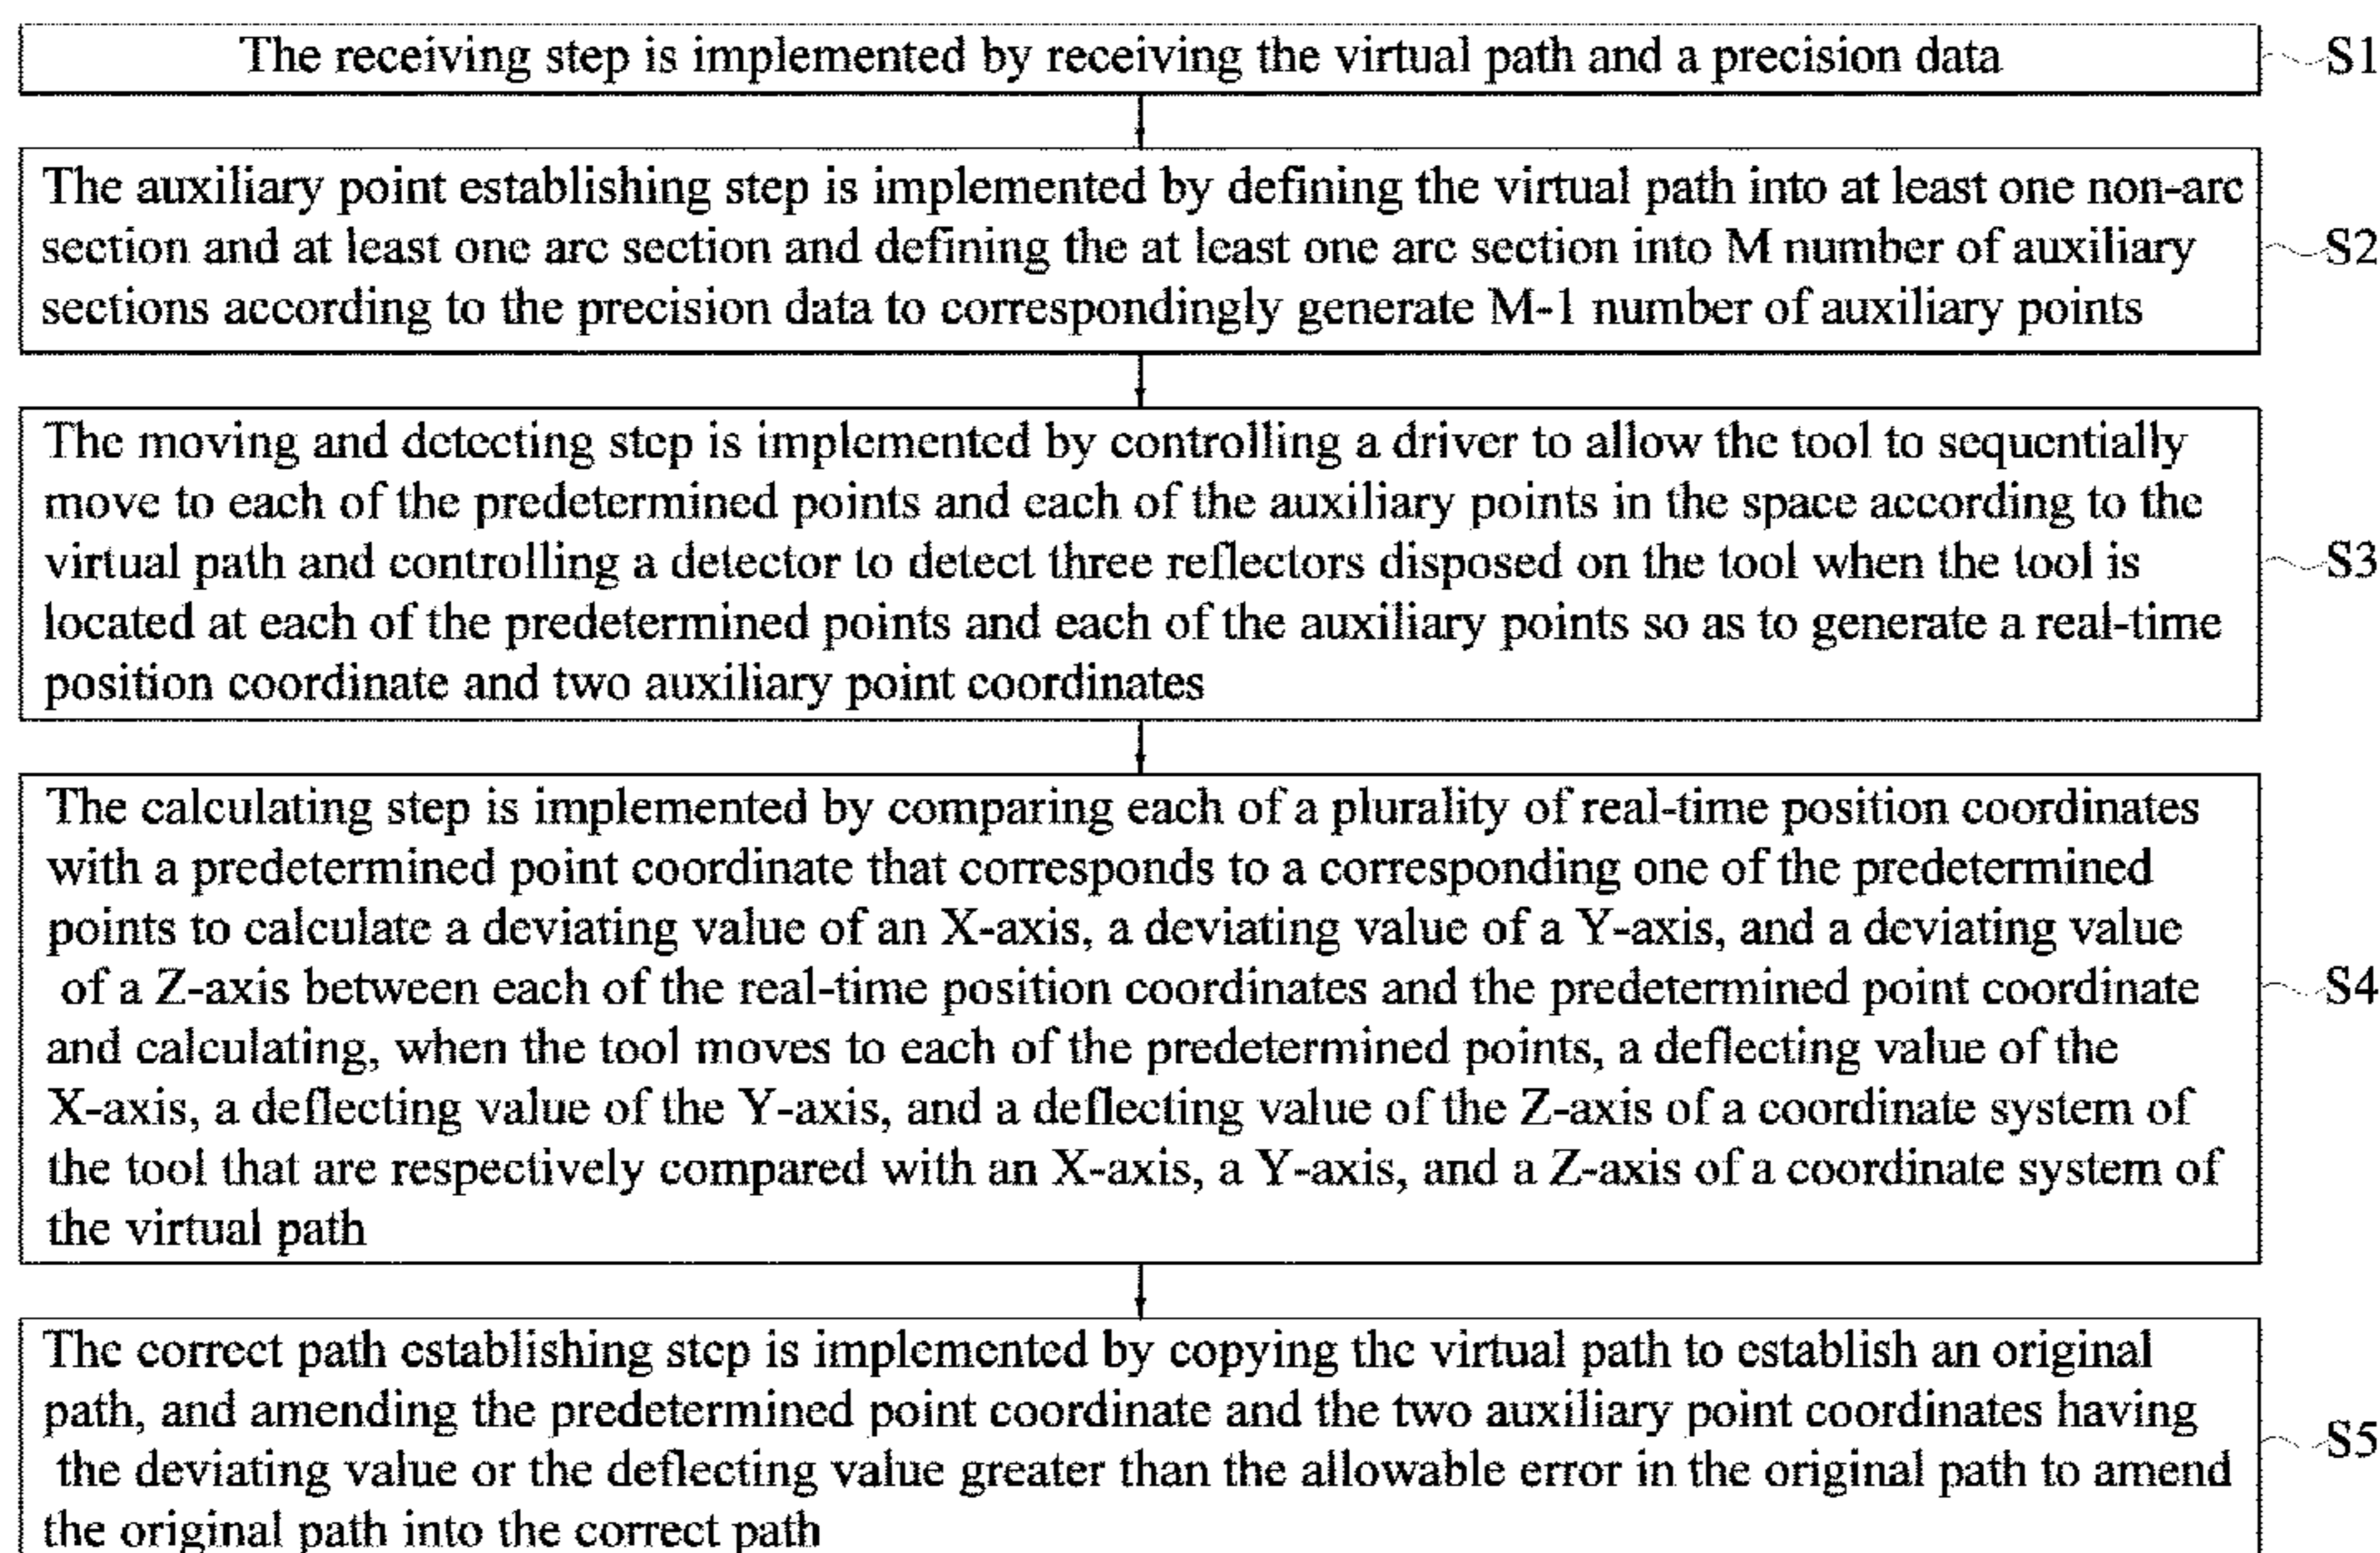 The receiving step is implemented by receiving the virtual path and a precision data
S1
The auxiliary point establishing step is implemented by defining the virtual path into at least one non-arc
section and at least one arc section and defining the at least one arc section into M number of auxiliary
sections according to the precision data to correspondingly generate M-1 number of auxiliary points
S2
The moving and detecting step is implemented by controlling a driver to allow the tool to sequentially
move to each of the predetermined points and each of the auxiliary points in the space according to the
virtual path and controlling a detector to detect three reflectors disposed on the tool when the tool is
located at each of the predetermined points and each of the auxiliary points so as to generate a real-time
position coordinate and two auxiliary point coordinates
S3
The calculating step is implemented by comparing each of a plurality of real-time position coordinates
with a predetermined point coordinate that corresponds to a corresponding one of the predetermined
points to calculate a deviating value of an X-axis, a deviating value of a Y-axis, and a deviating value
of a Z-axis between each of the real-time position coordinates and the predetermined point coordinate
and calculating, when the tool moves to each of the predetermined points, a deflecting value of the
X-axis, a deflecting value of the Y-axis, and a deflecting value of the Z-axis of a coordinate system of
the tool that are respectively compared with an X-axis, a Y-axis, and a Z-axis of a coordinate system of
the virtual path
S4
The correct path establishing step is implemented by copying the virtual path to establish an original
path, and amending the predetermined point coordinate and the two auxiliary point coordinates having
the deviating value or the deflecting value greater than the allowable error in the original path to amend
the original path into the correct path
S5